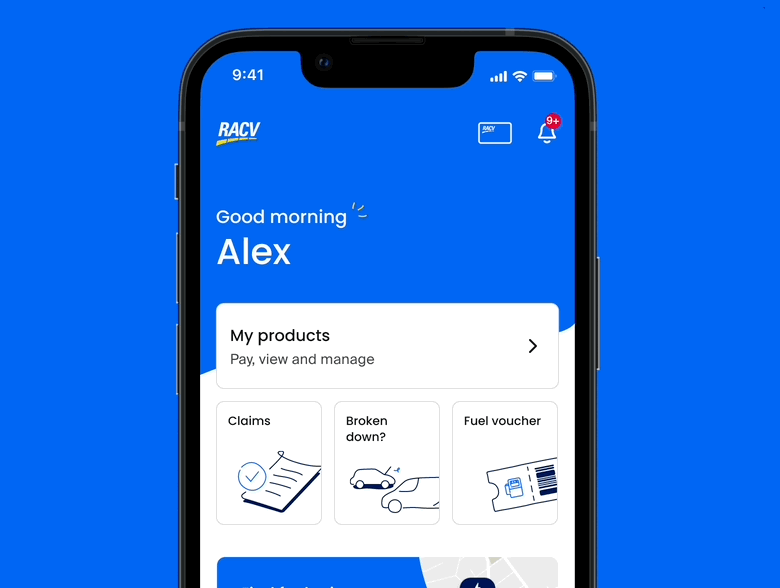 9:41
RACV
RACV
9+
Good morning
Alex
My products
Pay, view and manage
Claims
Broken
down?
Fuel voucher